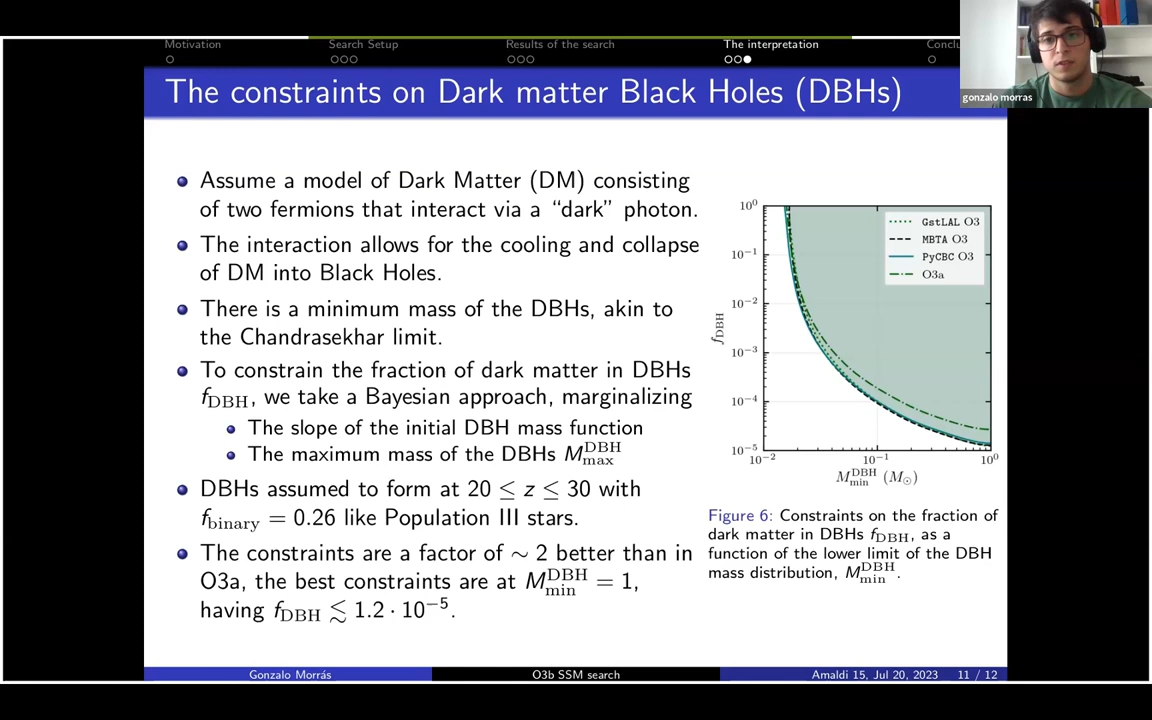 Motivation
Search Setup
Results of the search
The interpretation
Conclu
gonzalo morras
The constraints on Dark matter Black Holes (DBHs)
Assume a model of Dark Matter (DM) consisting
of two fermions that interact via a “dark” photon.
The interaction allows for the cooling and collapse
of DM into Black Holes.
There is a minimum mass of the DBHs, akin to
the Chandrasekhar limit.
To constrain the fraction of dark matter in DBHs
f_DBH, we take a Bayesian approach, marginalizing
The slope of the initial DBH mass function
The maximum mass of the DBHs M_max^DBH
DBHs assumed to form at 20 ≤ z ≤ 30 with
f_binary = 0.26 like Population III stars.
The constraints are a factor of ∼ 2 better than in
O3a, the best constraints are at M_min^DBH = 1,
having f_DBH ≲ 1.2 · 10^−5.
GstLAL O3
MBTA O3
PyCBC O3
O3a
10^0
10^−1
10^−2
10^−3
10^−4
10^−5
f_DBH
10^−2 10^−1 10^0
M_min^DBH (M_⊙)
Figure 6: Constraints on the fraction of
dark matter in DBHs f_DBH, as a
function of the lower limit of the DBH
mass distribution, M_min^DBH.
Gonzalo Morrás
O3b SSM search
Amaldi 15, Jul 20, 2023 11 / 12